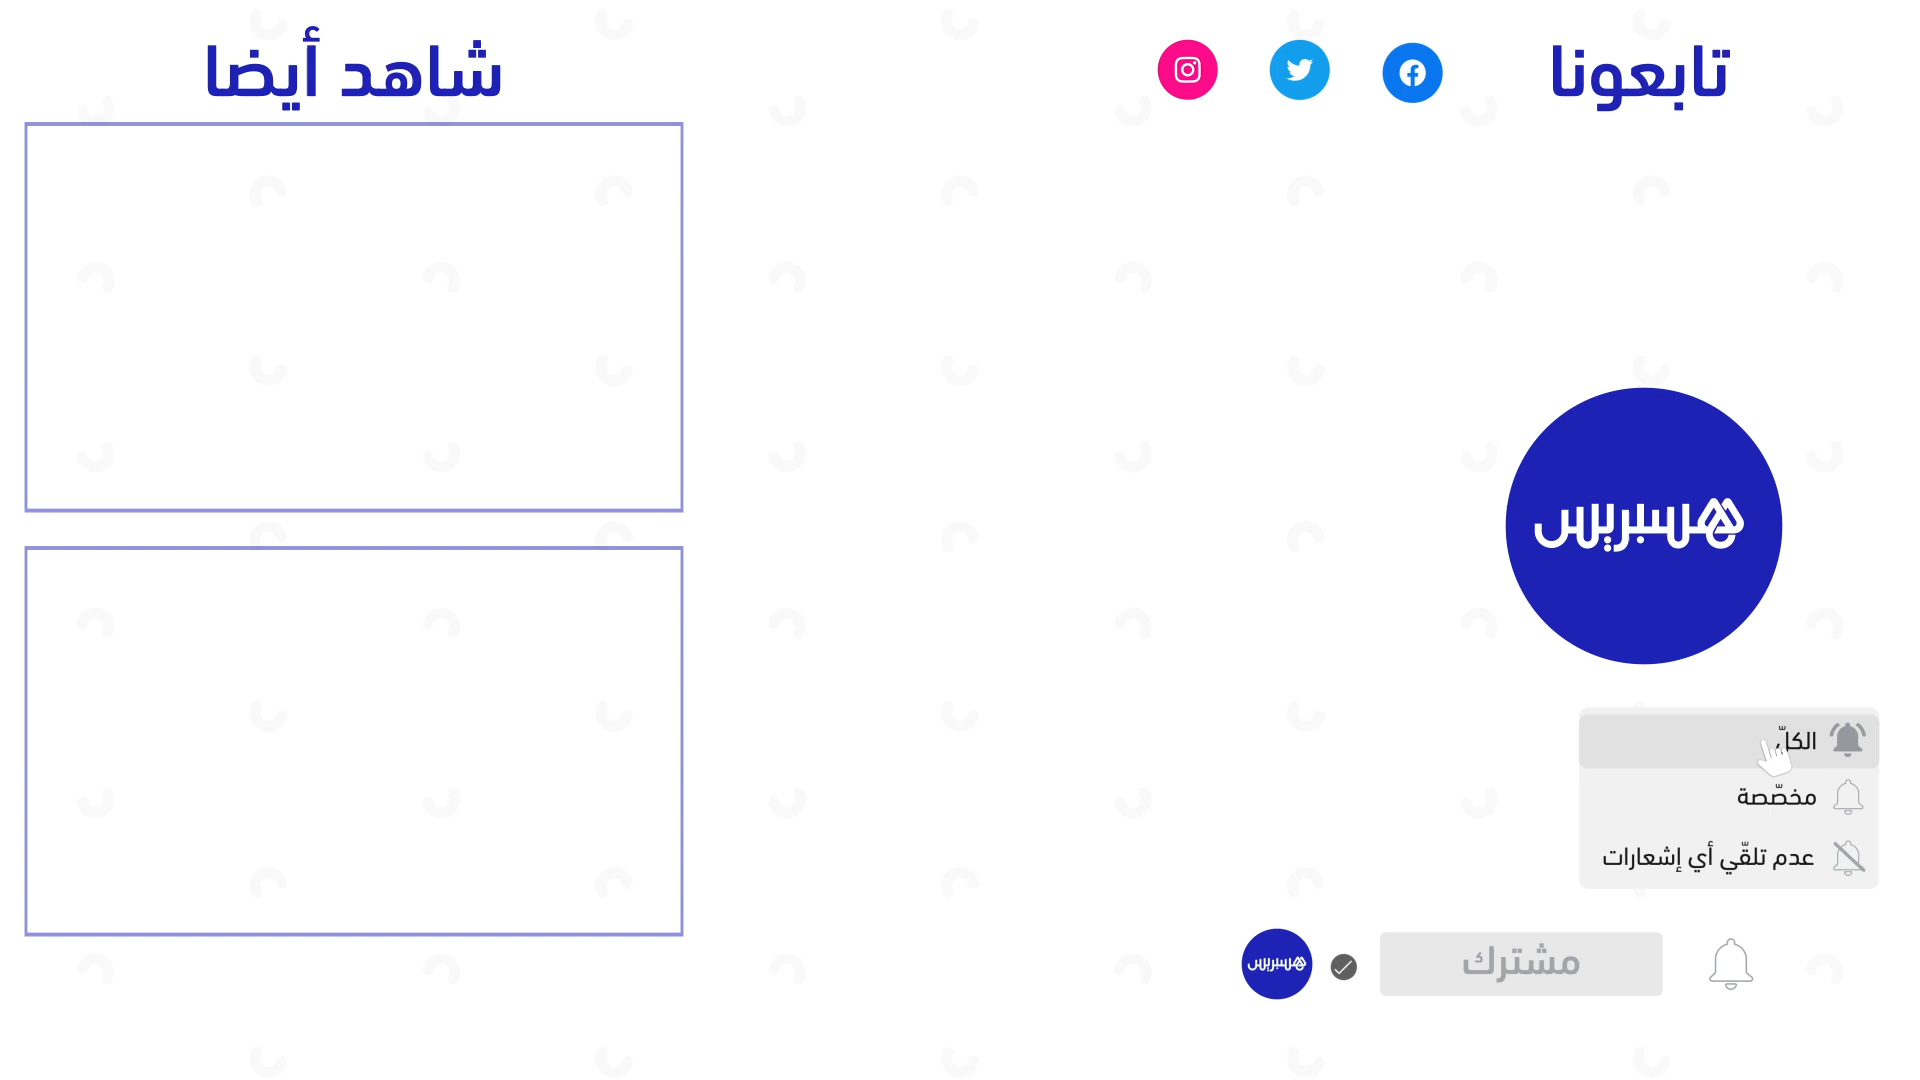 تابعونا
شاهد أيضا
هسبريس
الكلّ
مخصّصة
عدم تلقّي أي إشعارات
مشترك
هسبريس